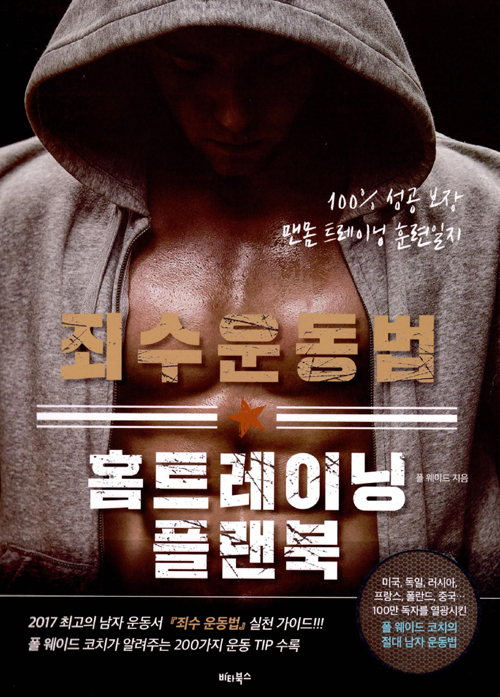 100% 성공 보장
맨몸 트레이닝 훈련일지
죄수운동법
홈트레이닝
폴 웨이드 지음
플랜북
미국, 독일, 러시아,
프랑스, 폴란드, 중국…
100만 독자를 열광시킨
폴 웨이드 코치의
절대 남자 운동법
2017 최고의 남자 운동서 『죄수 운동법』 실전 가이드!!!
폴 웨이드 코치가 알려주는 200가지 운동 TIP 수록
비타북스